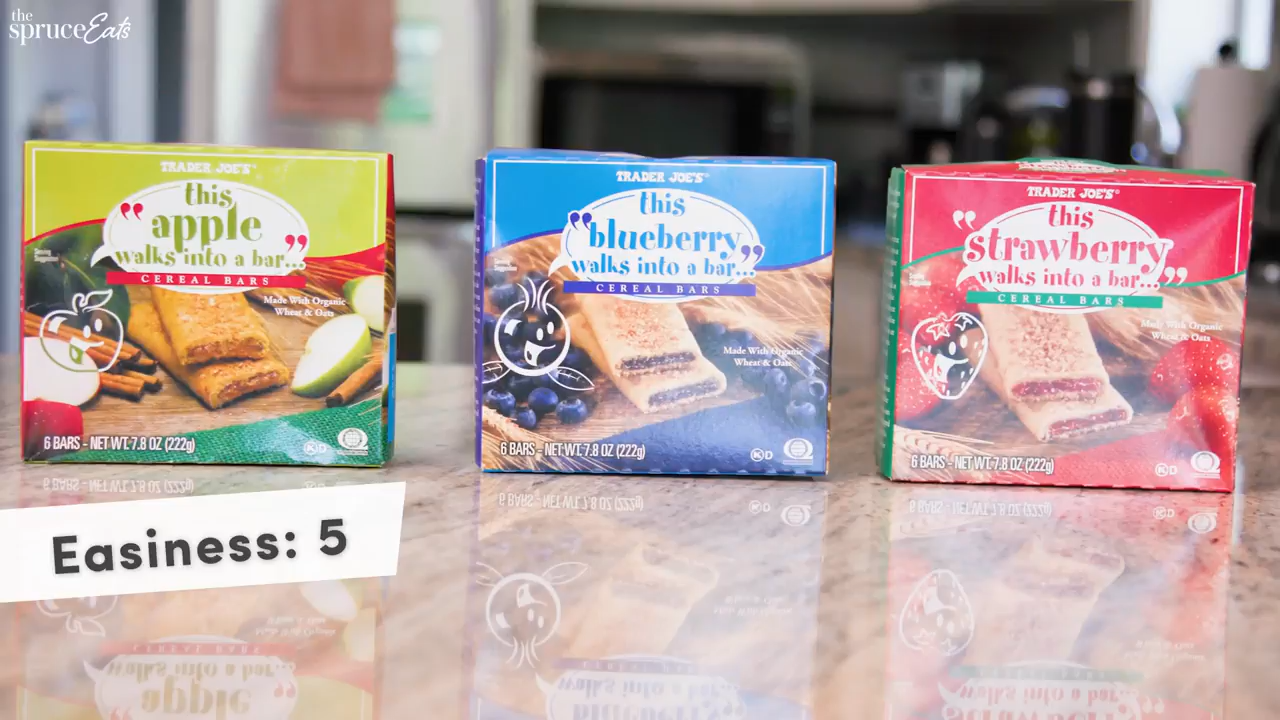 the
spruceEats
TRADER JOE'S
"this
apple
walks into a bar..."
CEREAL BARS
Made With Organic
Wheat & Oats
6 BARS - NET WT. 7.8 OZ (222g)
TRADER JOE'S
this
"blueberry
walks into a bar..."
CEREAL BARS
Made With Organic
Wheat & Oats
6 BARS - NET WT. 7.8 OZ (222g)
KD
TRADER JOE'S
"this
strawberry
walks into a bar..."
CEREAL BARS
Made With Organic
Wheat & Oats
6 BARS - NET WT. 7.8 OZ (222g)
KD
Easiness: 5